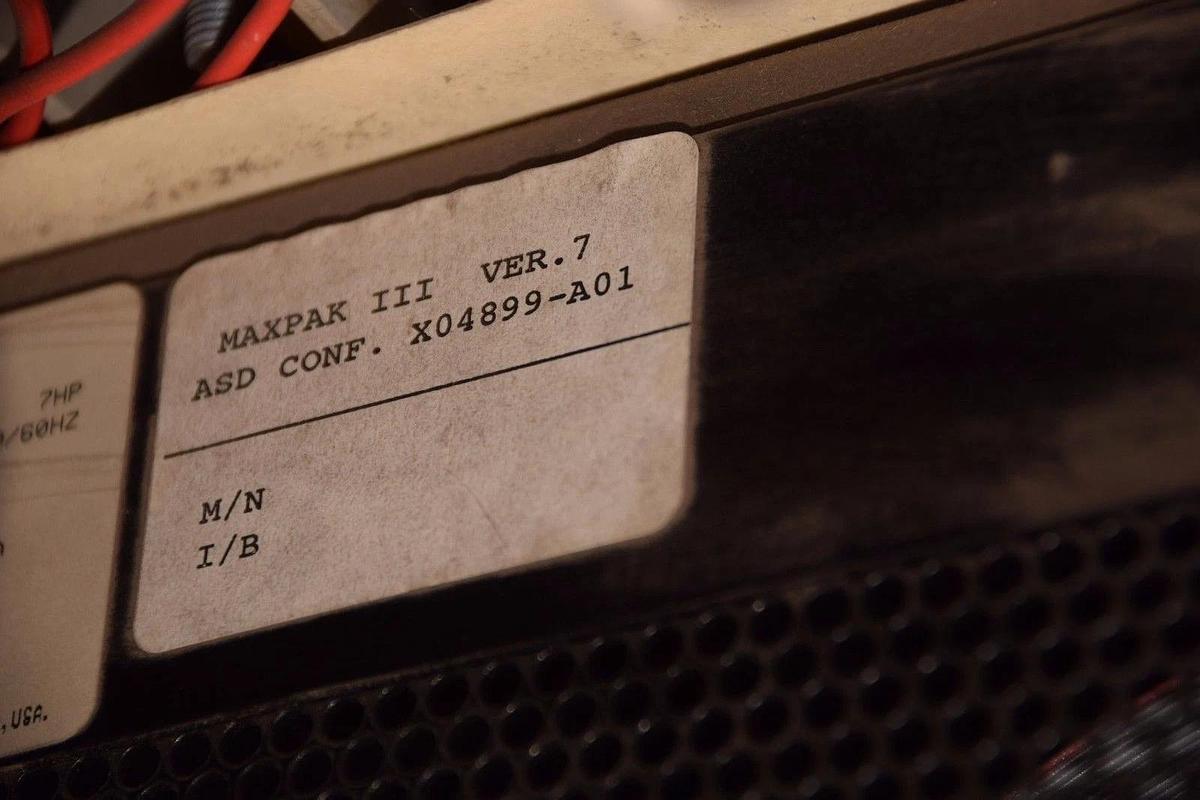 MAXPAK III VER.7
ASD CONF. X04899-A01
M/N
I/B
7HP
/60HZ
, USA.